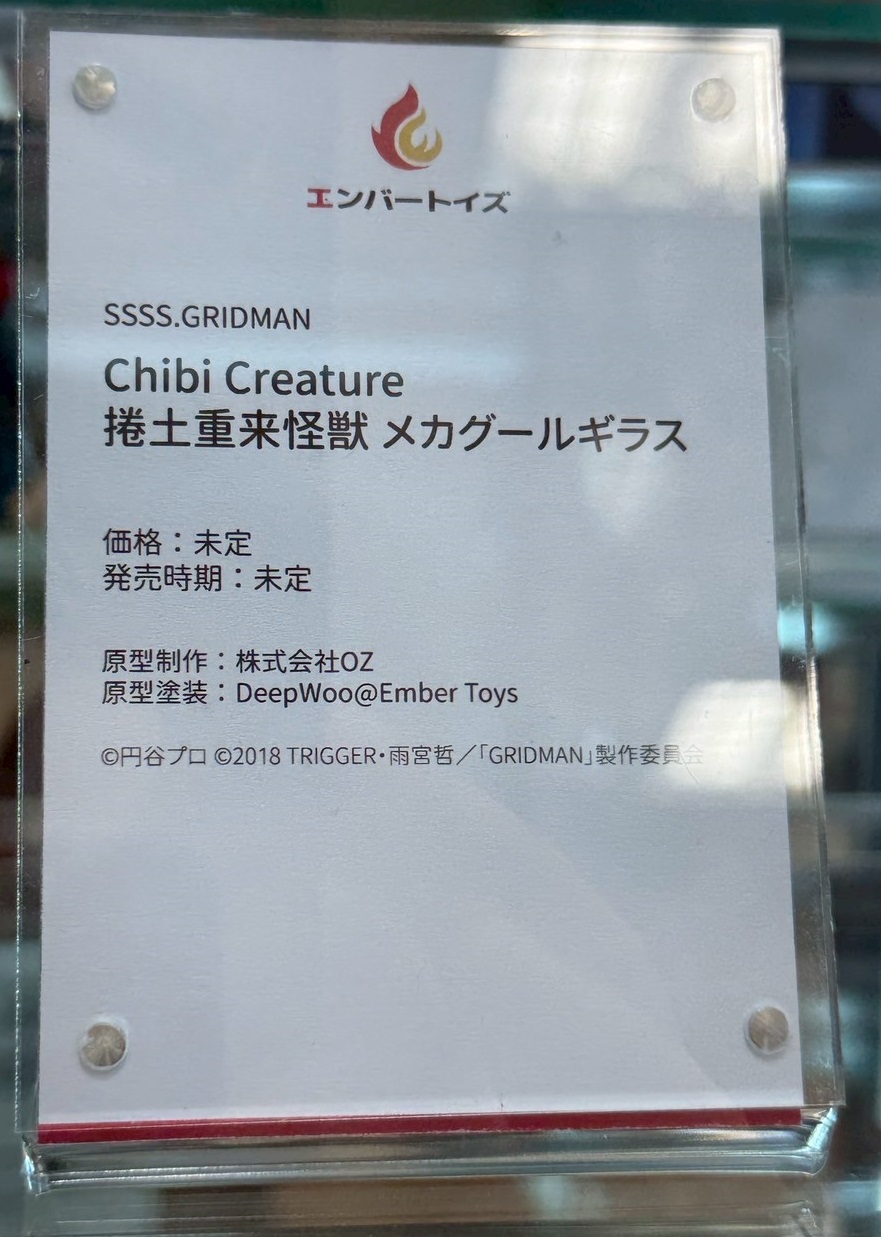 エンバートイズ
SSSS.GRIDMAN
Chibi Creature
捲土重来怪獣 メカグールギラス
価格：未定
発売時期：未定
原型制作：株式会社OZ
原型塗装：DeepWoo@Ember Toys
©円谷プロ ©2018 TRIGGER・雨宮哲／「GRIDMAN」製作委員会